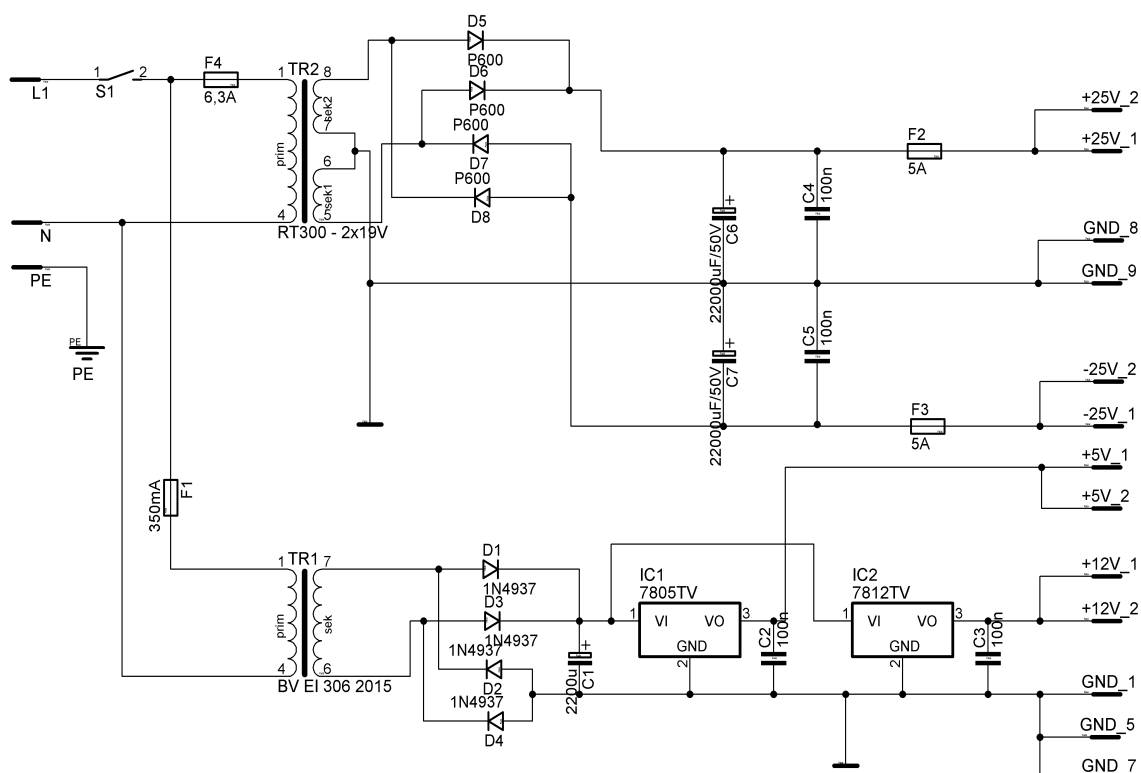 D5
P600
D6
P600
P600
D7
P600
D8
L1
1
2
S1
F4
6,3A
1
TR2
8
sek2
7
prim
6
sek1
5
4
RT300 - 2x19V
N
PE
PE
PE
+25V_2
+25V_1
F2
5A
C4
100n
+
C6
22000uF/50V
GND_8
GND_9
C5
100n
+
C7
22000uF/50V
-25V_2
-25V_1
F3
5A
+5V_1
+5V_2
350mA
F1
1
TR1
7
prim
sek
4
6
BV EI 306 2015
D1
1N4937
D3
1N4937
1N4937
D2
1N4937
D4
+
C1
2200u
IC1
7805TV
1
VI
VO
3
GND
2
C2
100n
IC2
7812TV
1
VI
VO
3
GND
2
C3
100n
+12V_1
+12V_2
GND_1
GND_5
GND_7